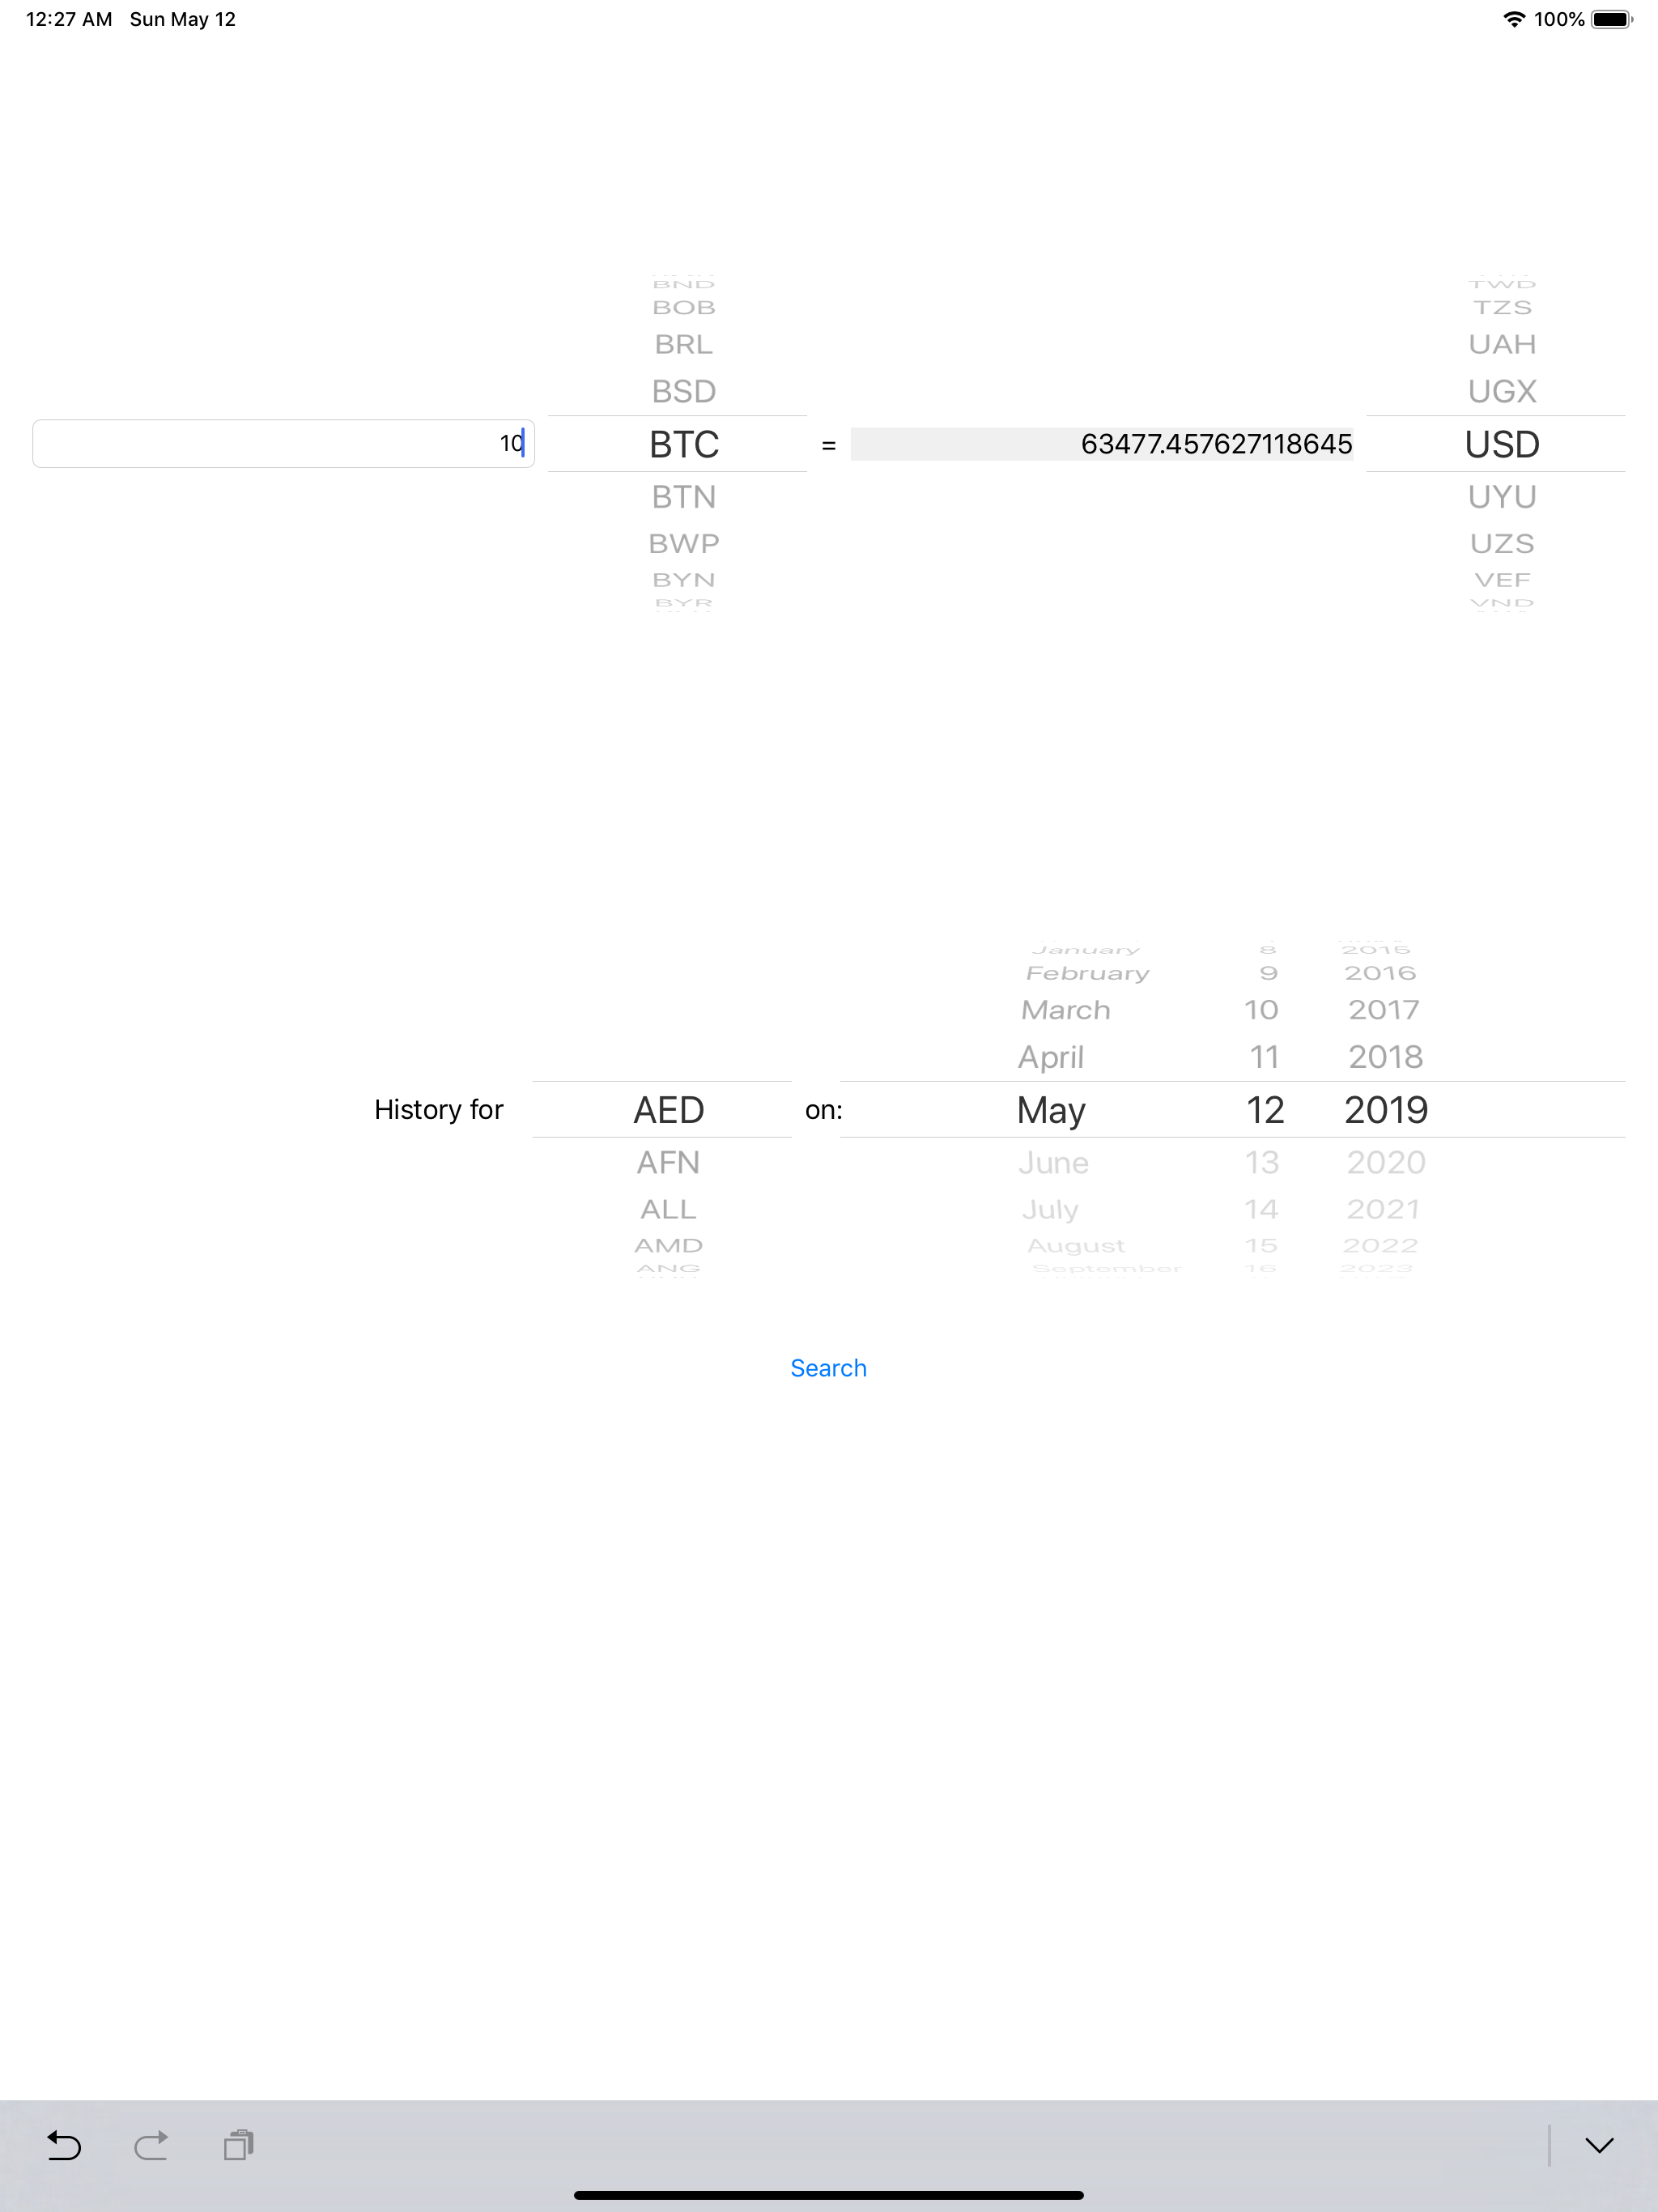 12:27 AM Sun May 12 100%
BND TWD
BOB TZS
BRL UAH
BSD UGX
10 BTC = 63477.457627118645 USD
BTN UYU
BWP UZS
BYN VEF
BYR VND
January 8 2015
February 9 2016
March 10 2017
April 11 2018
History for AED on: May 12 2019
AFN June 13 2020
ALL July 14 2021
AMD August 15 2022
ANG September 16 2023
Search